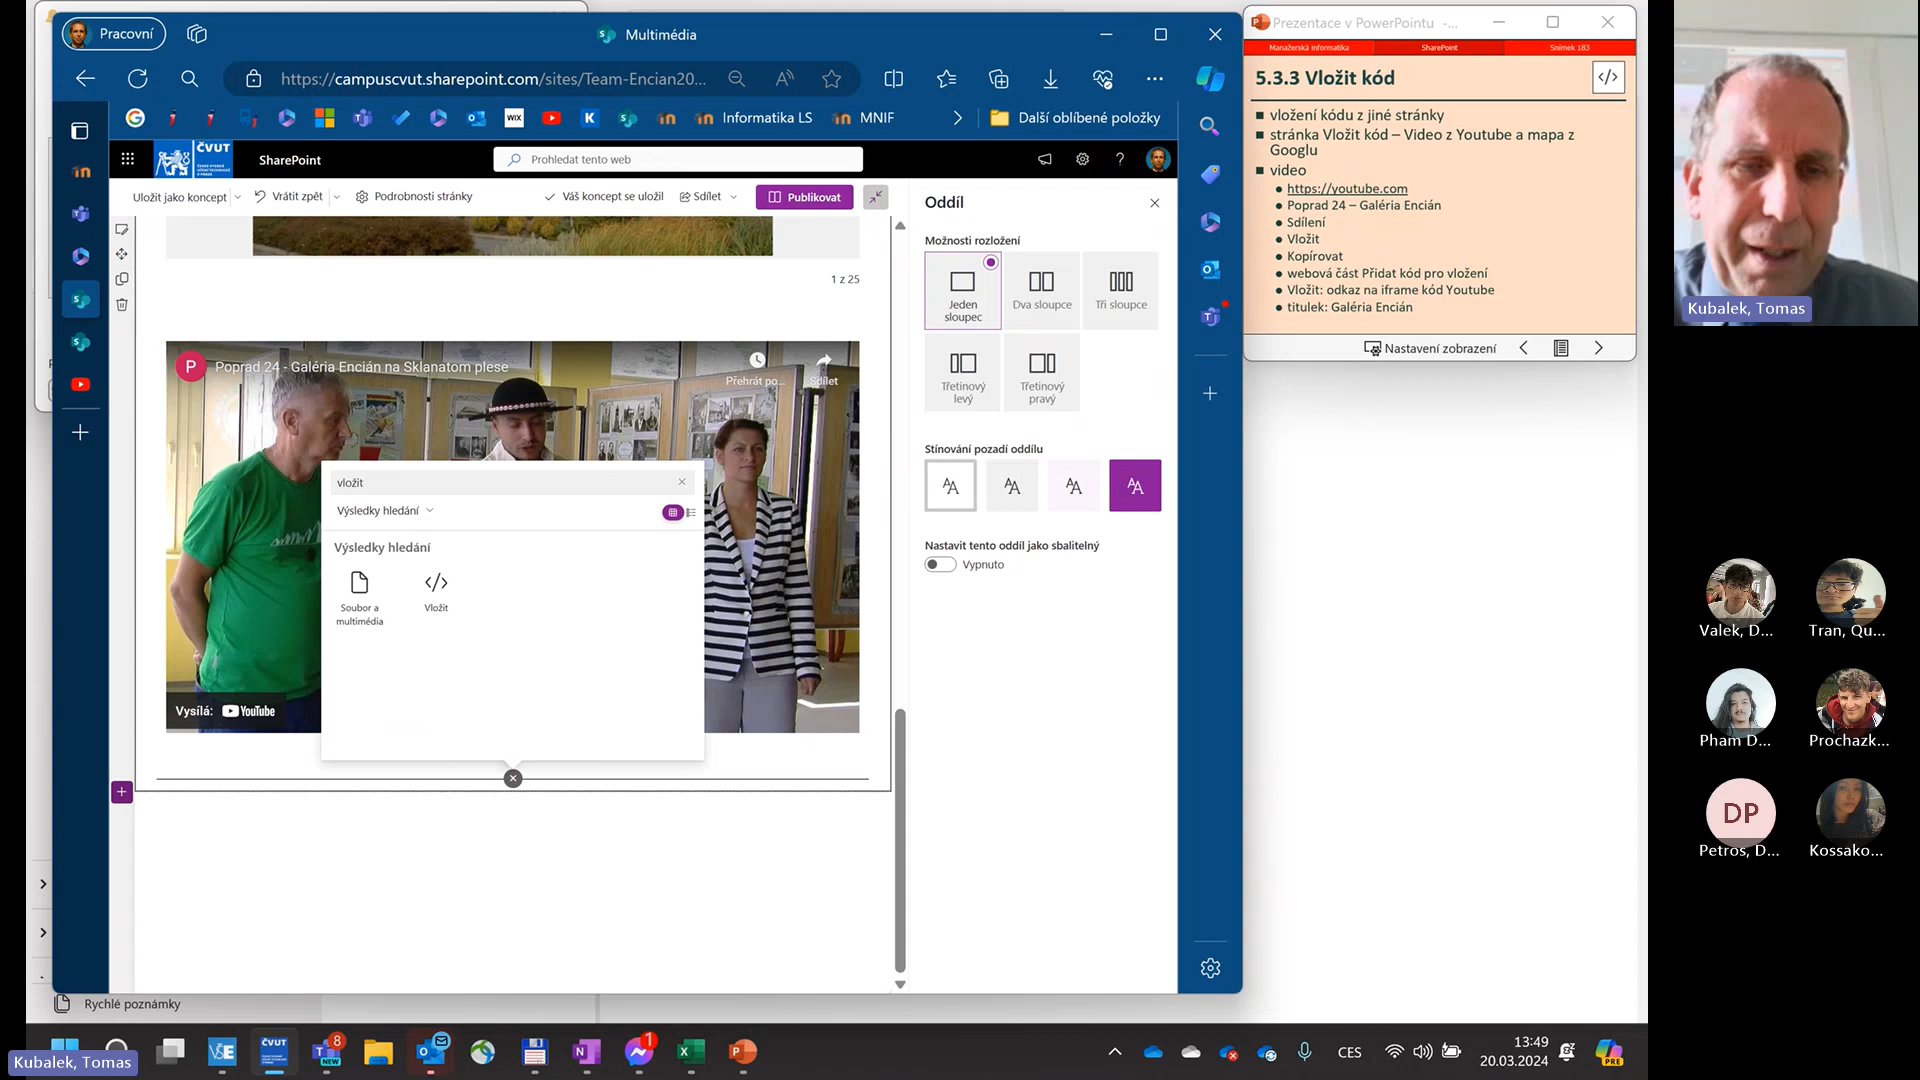 Pracovní
Multimédia
https://campuscvut.sharepoint.com/sites/Team-Encian20...
Informatika LS
MNIF
Další oblíbené položky
ČVUT
SharePoint
Prohledat tento web
Uložit jako koncept
Vrátit zpět
Podrobnosti stránky
Váš koncept se uložil
Sdílet
Publikovat
1 z 25
P
Poprad 24 - Galéria Encián na Sklanatom plese
Přehrát po...
Sdílet
vložit
Výsledky hledání
Výsledky hledání
Soubor a
multimédia
Vložit
Vysílá: YouTube
Oddíl
Možnosti rozložení
Jeden
sloupec
Dva sloupce
Tři sloupce
Třetinový
levý
Třetinový
pravý
Stínování pozadí oddílu
Nastavit tento oddíl jako sbalitelný
Vypnuto
Prezentace v PowerPointu -...
Manažerská informatika
SharePoint
Snímek 183
5.3.3 Vložit kód
</>
vložení kódu z jiné stránky
stránka Vložit kód – Video z Youtube a mapa z
Googlu
video
https://youtube.com
Poprad 24 – Galéria Encián
Sdílení
Vložit
Kopírovat
webová část Přidat kód pro vložení
Vložit: odkaz na iframe kód Youtube
titulek: Galéria Encián
Nastavení zobrazení
Kubalek, Tomas
Valek, D...
Tran, Qu...
Pham D...
Prochazk...
DP
Petros, D...
Kossako...
Rychlé poznámky
Kubalek, Tomas
8
NEW
1
CES
13:49
20.03.2024
PRE